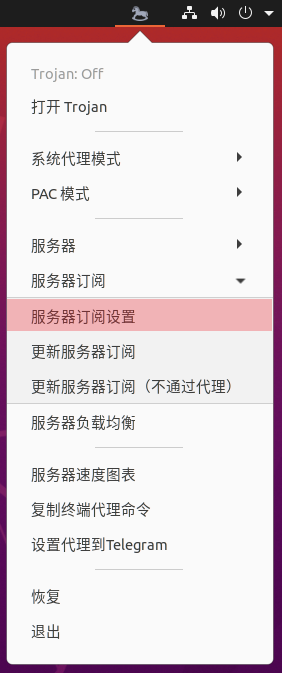 Trojan: Off
打开 Trojan
系统代理模式
PAC 模式
服务器
服务器订阅
服务器订阅设置
更新服务器订阅
更新服务器订阅（不通过代理）
服务器负载均衡
服务器速度图表
复制终端代理命令
设置代理到Telegram
恢复
退出